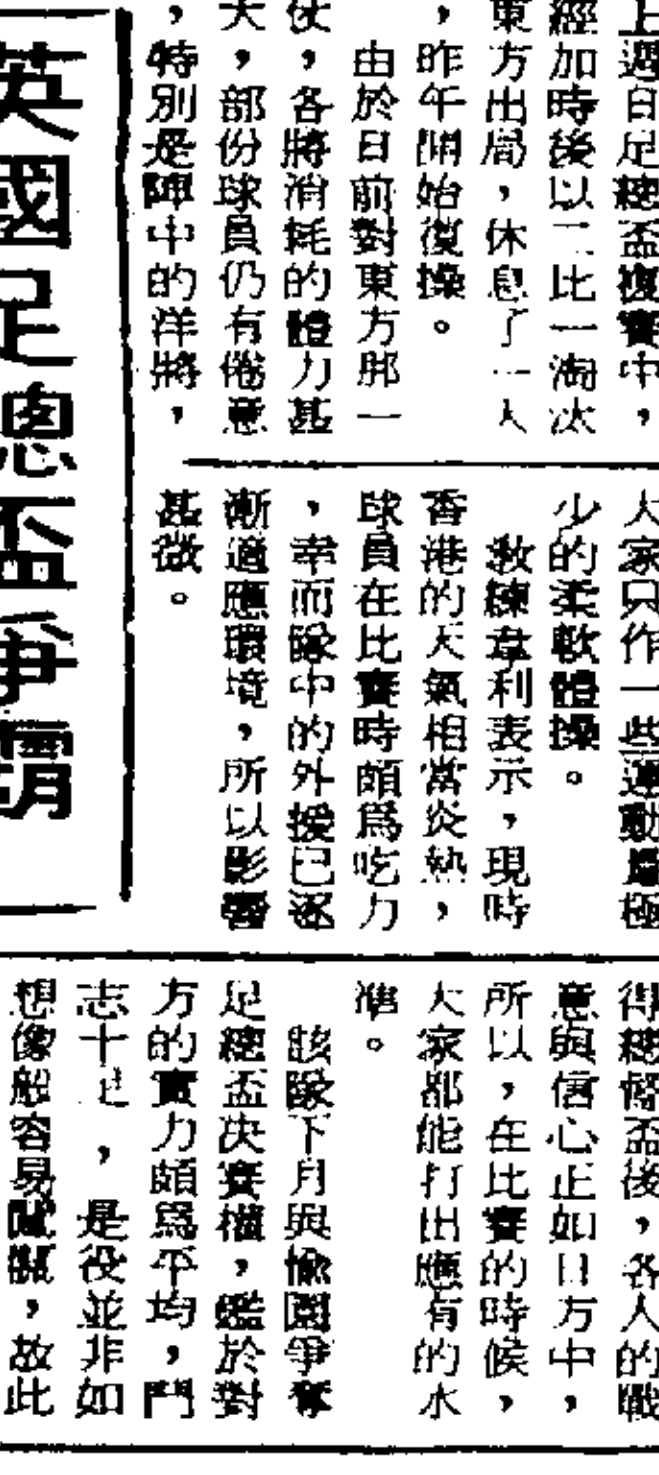 上週自足總盃復賽中，
經加時後以二比一淘汰
東方出局，休息了一天
，昨午開始復操。
由於日前對東方那一
仗，各將消耗的體力甚
大，部份球員仍有倦意
，特別是陣中的洋將，
大家只作一些運動量極
少的柔軟體操。
教練韋利表示，現時
香港的天氣相當炎熱，
球員在比賽時頗爲吃力
，幸而隊中的外援已逐
漸適應環境，所以影響
甚微。
得總督盃後，各人的戰
意與信心正如日方中，
所以，在比賽的時候，
大家都能打出應有的水
準。
該隊下月與愉園爭奪
足總盃決賽權，鑑於對
方的實力頗爲平均，鬥
志十足，是役並非如
想像般容易，故此
英國足總盃爭霸